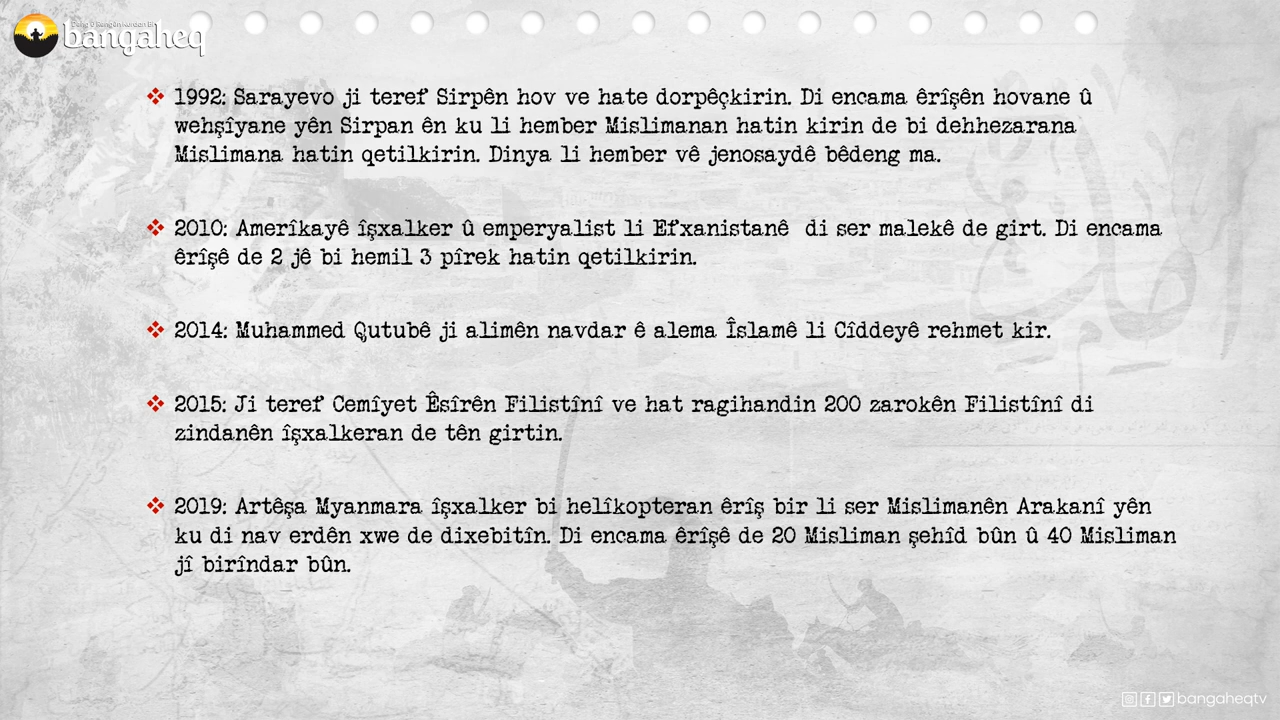 bangaheq
❖ 1992: Sarayevo ji teref Sirpên hov ve hate dorpêçkirin. Di encama êrîşên hovane û
wehşîyane yên Sirpan ên ku li hember Mislimanan hatin kirin de bi dehhezarana
Mislimana hatin qetilkirin. Dinya li hember vê jenosaydê bêdeng ma.
❖ 2010: Amerîkayê îşxalker û emperyalist li Efxanistanê di ser malekê de girt. Di encama
êrîşê de 2 jê bi hemil 3 pîrek hatin qetilkirin.
❖ 2014: Muhammed Qutubê ji alimên navdar ê alema Îslamê li Cîddeyê rehmet kir.
❖ 2015: Ji teref Cemîyet Êsîrên Filistînî ve hat ragihandin 200 zarokên Filistînî di
zindanên îşxalkeran de tên girtin.
❖ 2019: Artêşa Myanmara îşxalker bi helîkopteran êrîş bir li ser Mislimanên Arakanî yên
ku di nav erdên xwe de dixebitîn. Di encama êrîşê de 20 Misliman şehîd bûn û 40 Misliman
jî birîndar bûn.
bangaheqtv